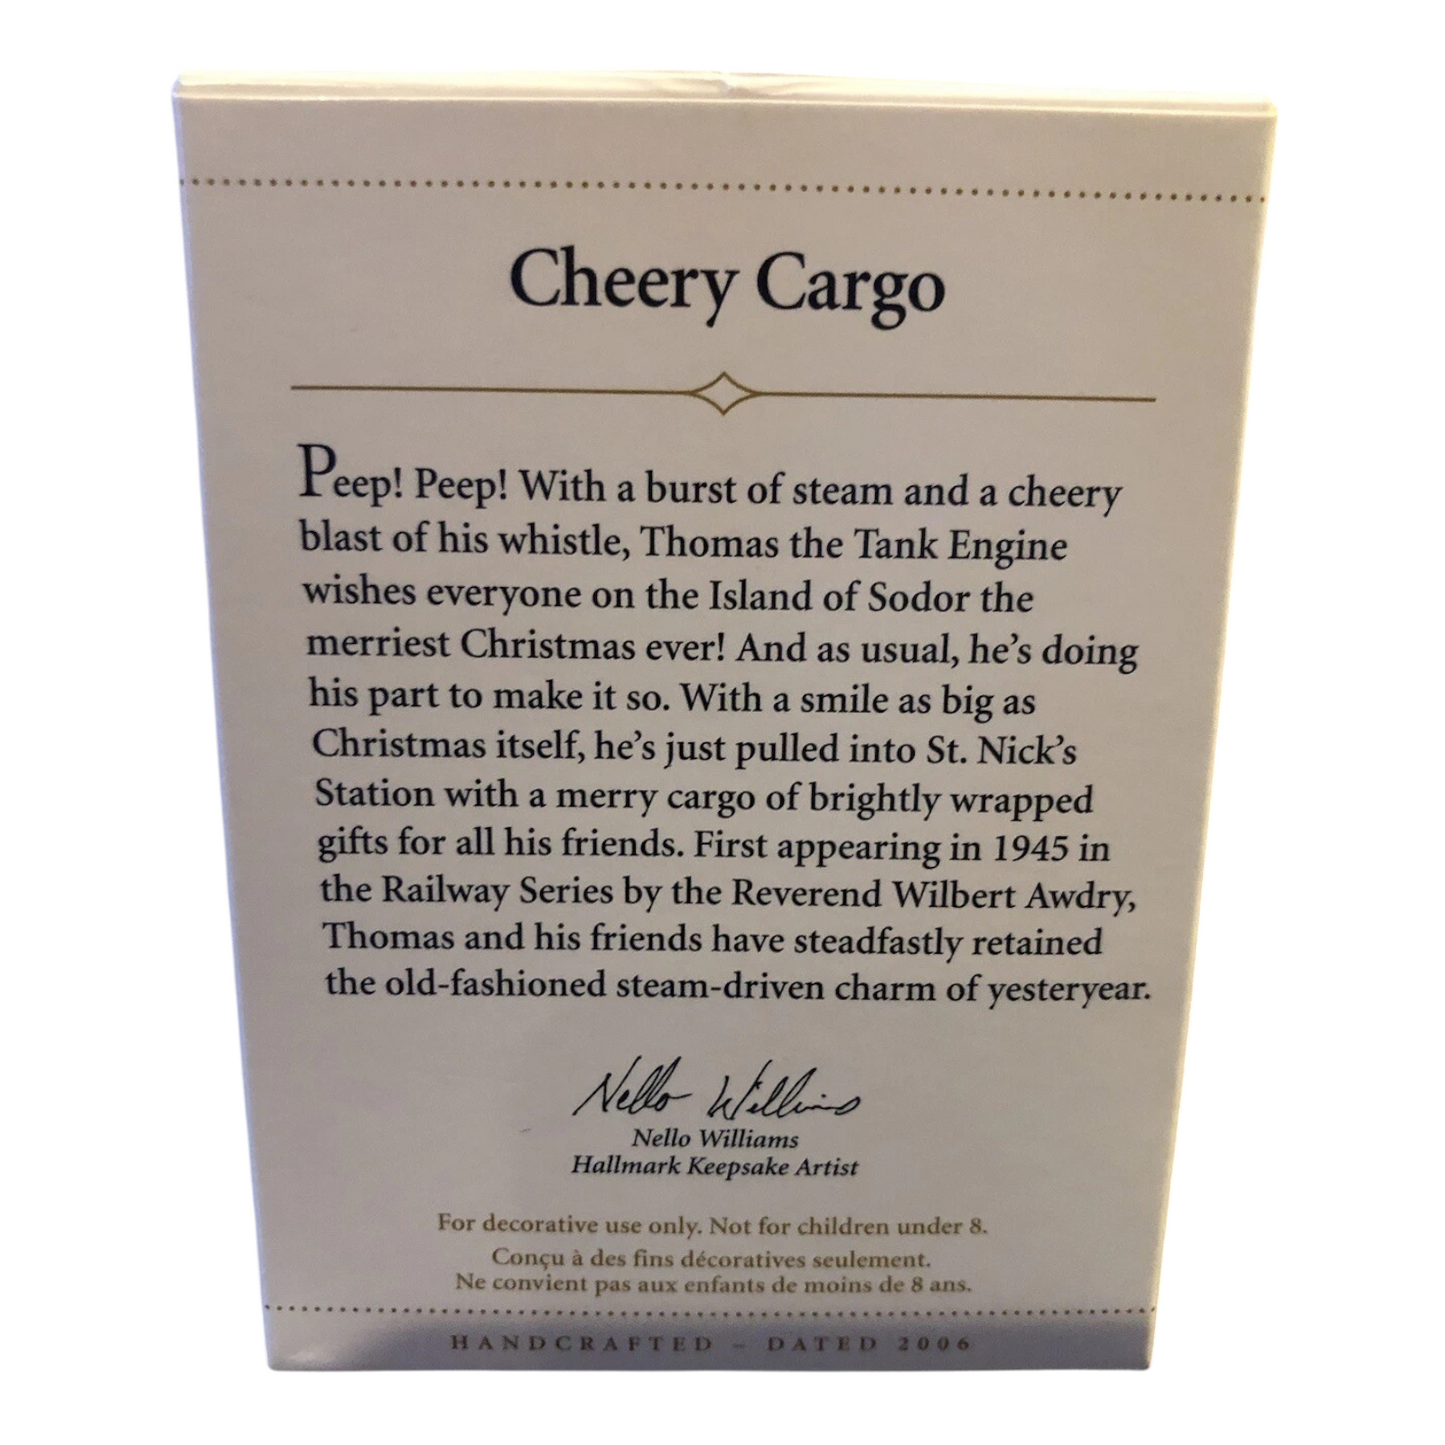 Cheery Cargo
Peep! Peep! With a burst of steam and a cheery
blast of his whistle, Thomas the Tank Engine
wishes everyone on the Island of Sodor the
merriest Christmas ever! And as usual, he's doing
his part to make it so. With a smile as big as
Christmas itself, he's just pulled into St. Nick's
Station with a merry cargo of brightly wrapped
gifts for all his friends. First appearing in 1945 in
the Railway Series by the Reverend Wilbert Awdry,
Thomas and his friends have steadfastly retained
the old-fashioned steam-driven charm of yesteryear.
Nello Williams
Nello Williams
Hallmark Keepsake Artist
For decorative use only. Not for children under 8.
Conçu à des fins décoratives seulement.
Ne convient pas aux enfants de moins de 8 ans.
HANDCRAFTED – DATED 2006